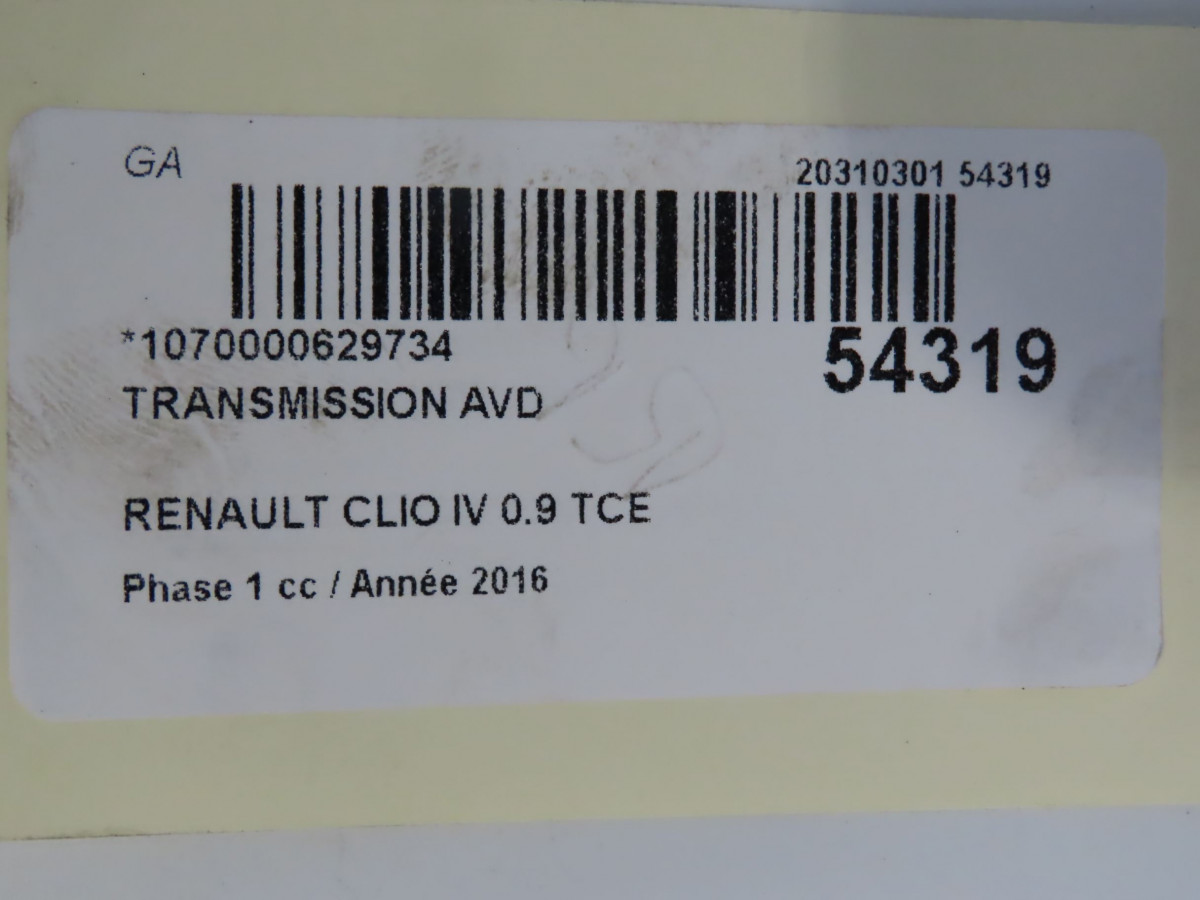 GA
20310301 54319
*1070000629734
54319
TRANSMISSION AVD
RENAULT CLIO IV 0.9 TCE
Phase 1 cc / Année 2016